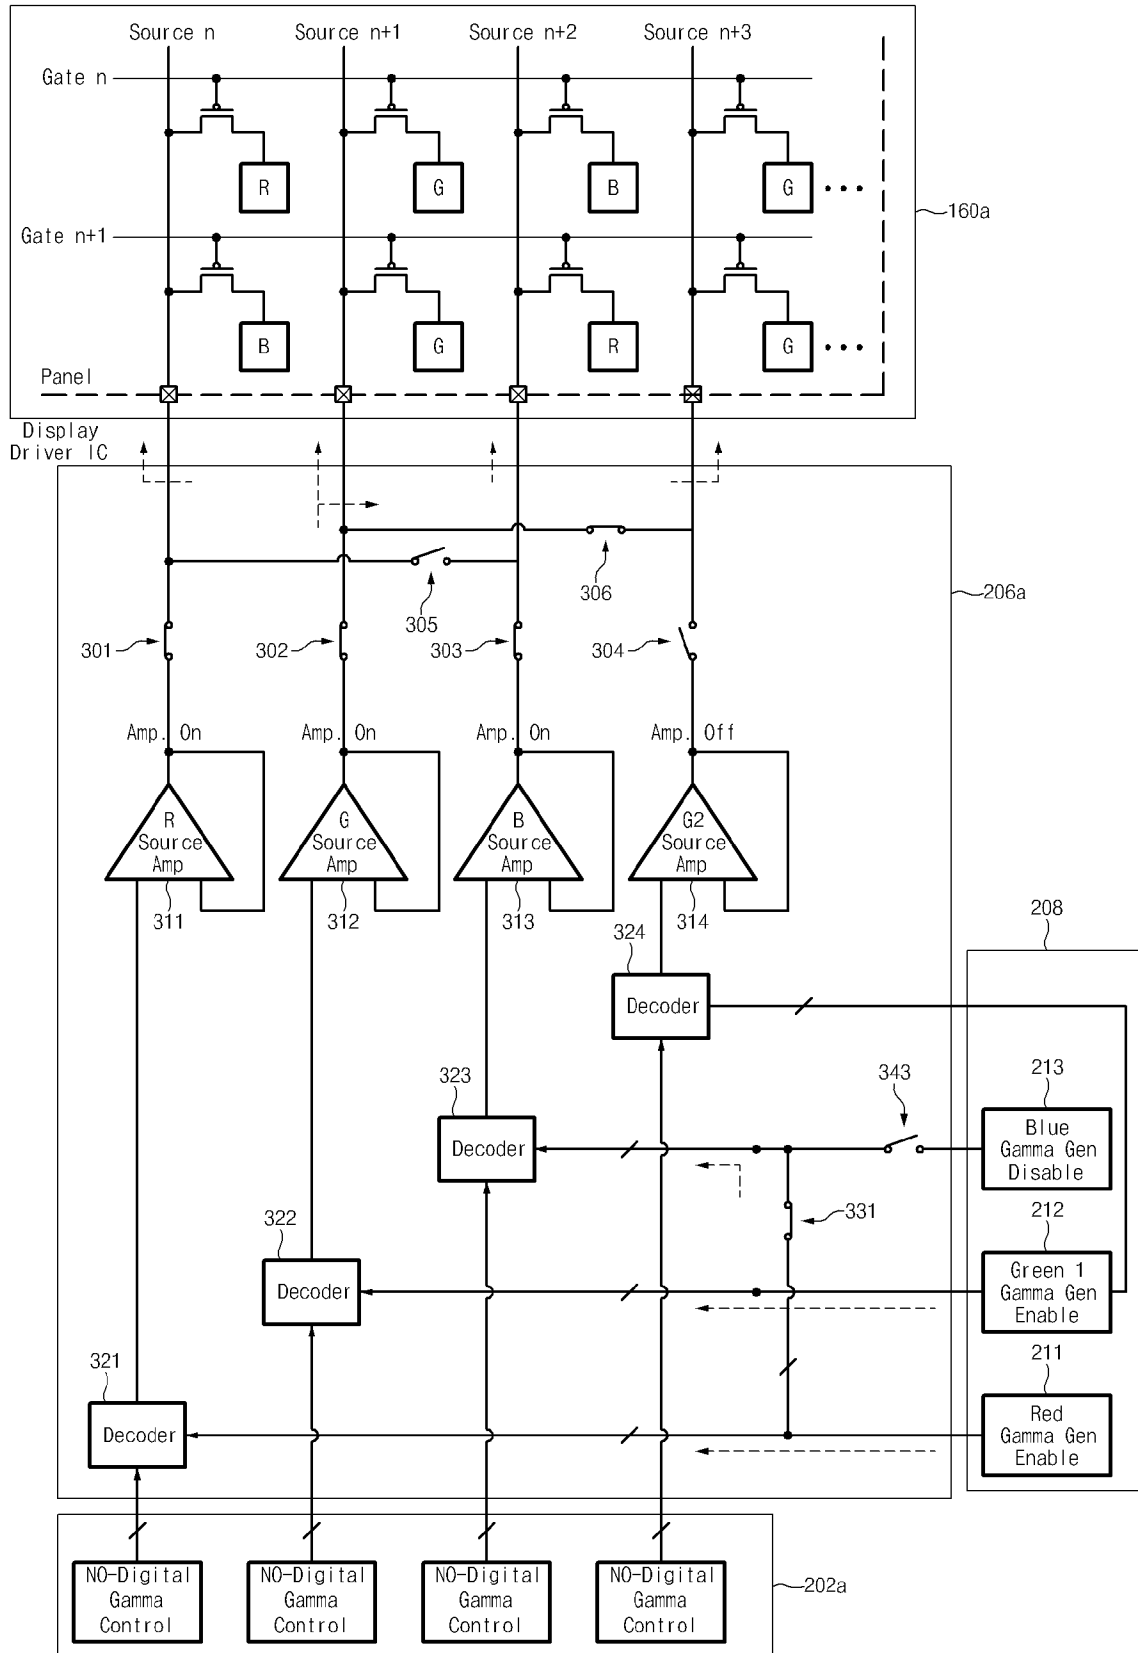 Source n Source n+1 Source n+2 Source n+3
Gate n
R G B G
160a
Gate n+1
B G R G
Panel
Display
Driver IC
306
305
206a
301 302 303 304
Amp. On Amp. On Amp. On Amp. Off
R
Source
Amp
G
Source
Amp
B
Source
Amp
G2
Source
Amp
311 312 313 314
324
208
Decoder
323
343
213
Decoder
Blue
Gamma Gen
Disable
331
322
212
Decoder
Green 1
Gamma Gen
Enable
321
211
Decoder
Red
Gamma Gen
Enable
NO-Digital
Gamma
Control
NO-Digital
Gamma
Control
NO-Digital
Gamma
Control
NO-Digital
Gamma
Control
202a